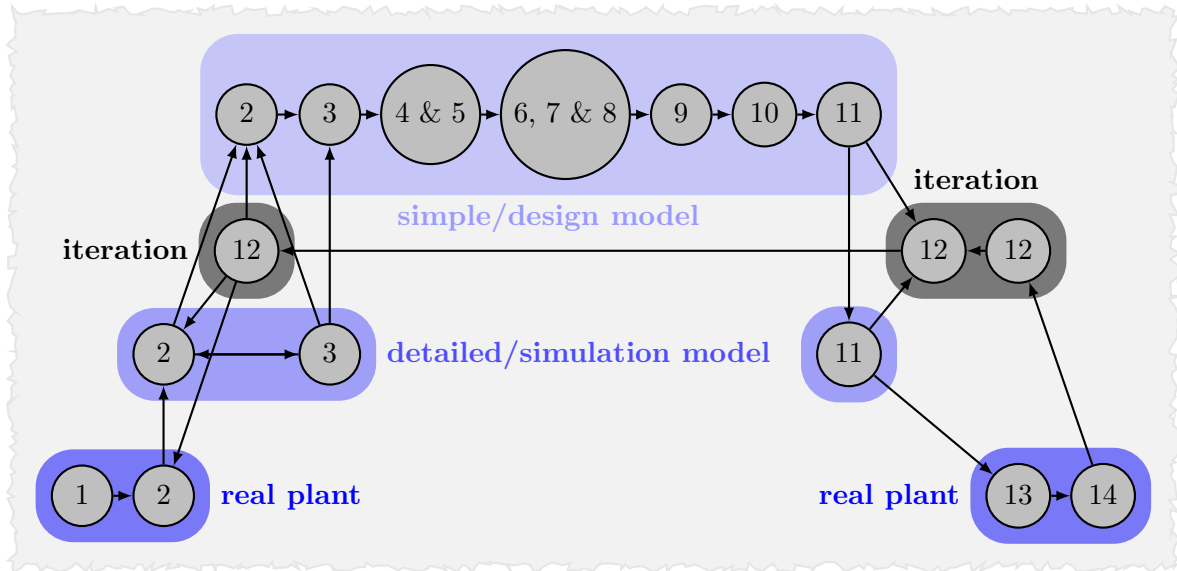 2 3 4 & 5 6, 7 & 8 9 10 11
iteration
simple/design model
iteration 12 12 12
2 3 detailed/simulation model 11
1 2 real plant real plant 13 14